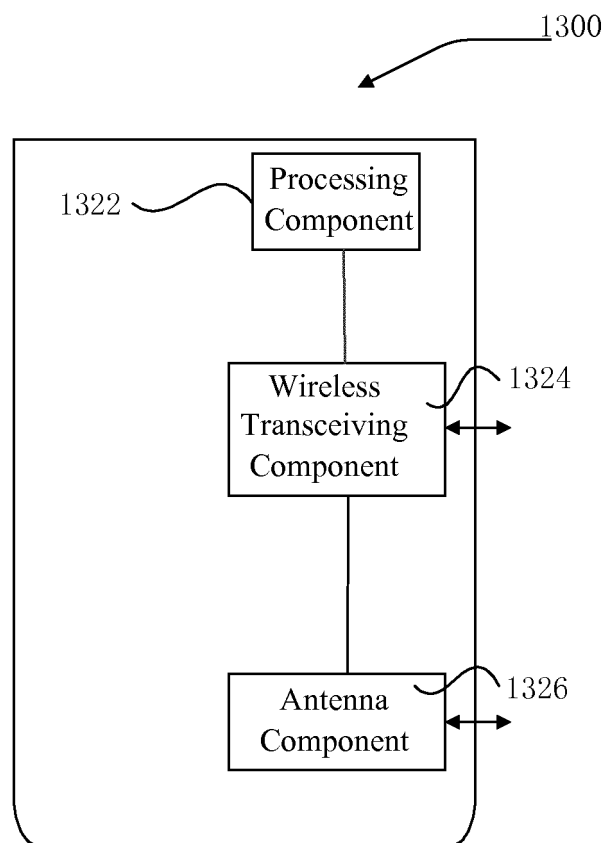 1300
Processing
Component
1322
Wireless
Transceiving
Component
1324
Antenna
Component
1326